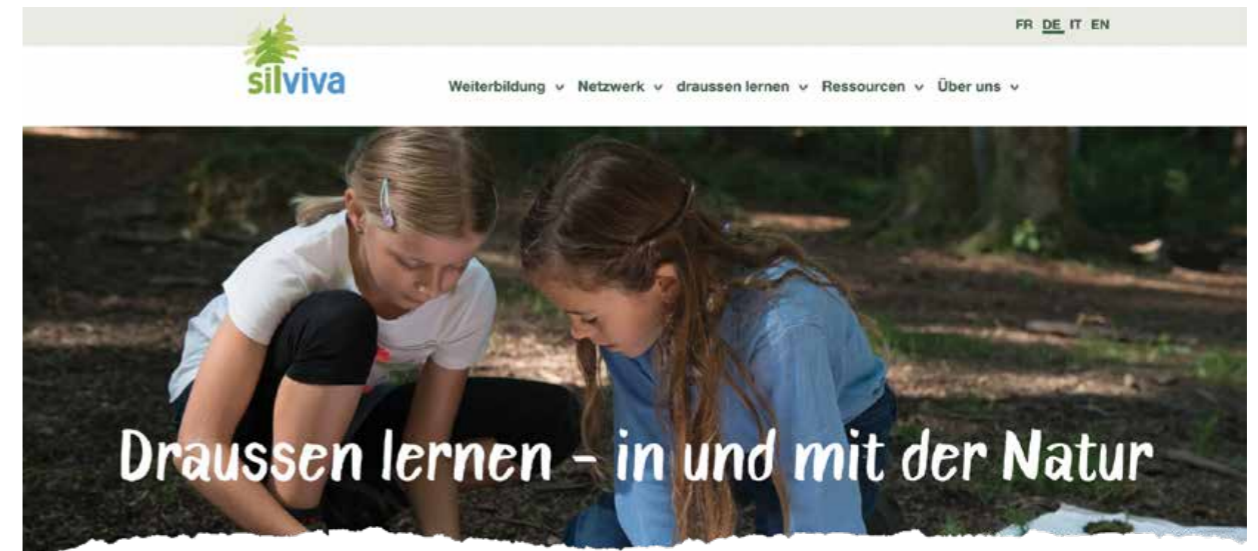 FR DE IT EN
silviva
Weiterbildung Netzwerk draussen lernen Ressourcen Über uns
Draussen lernen – in und mit der Natur